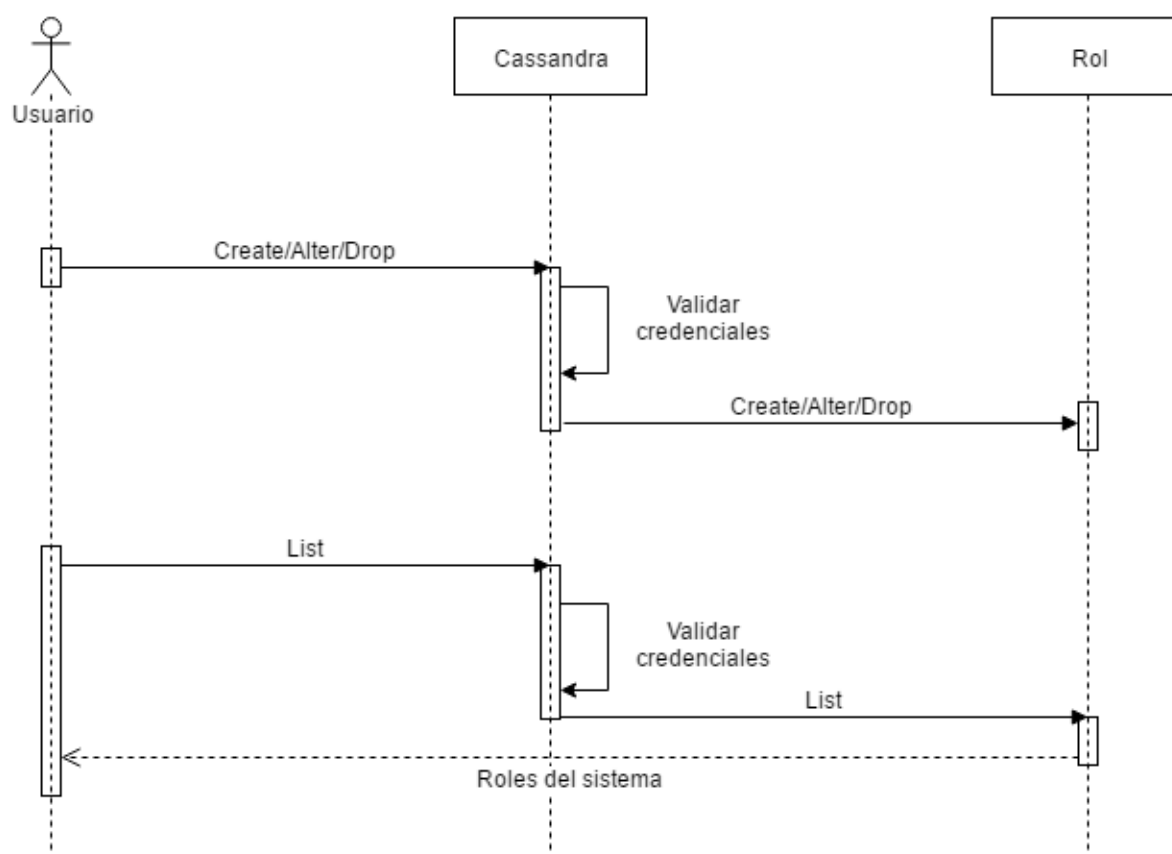 Usuario
Cassandra
Rol
Create/Alter/Drop
Validar
credenciales
Create/Alter/Drop
List
Validar
credenciales
List
Roles del sistema